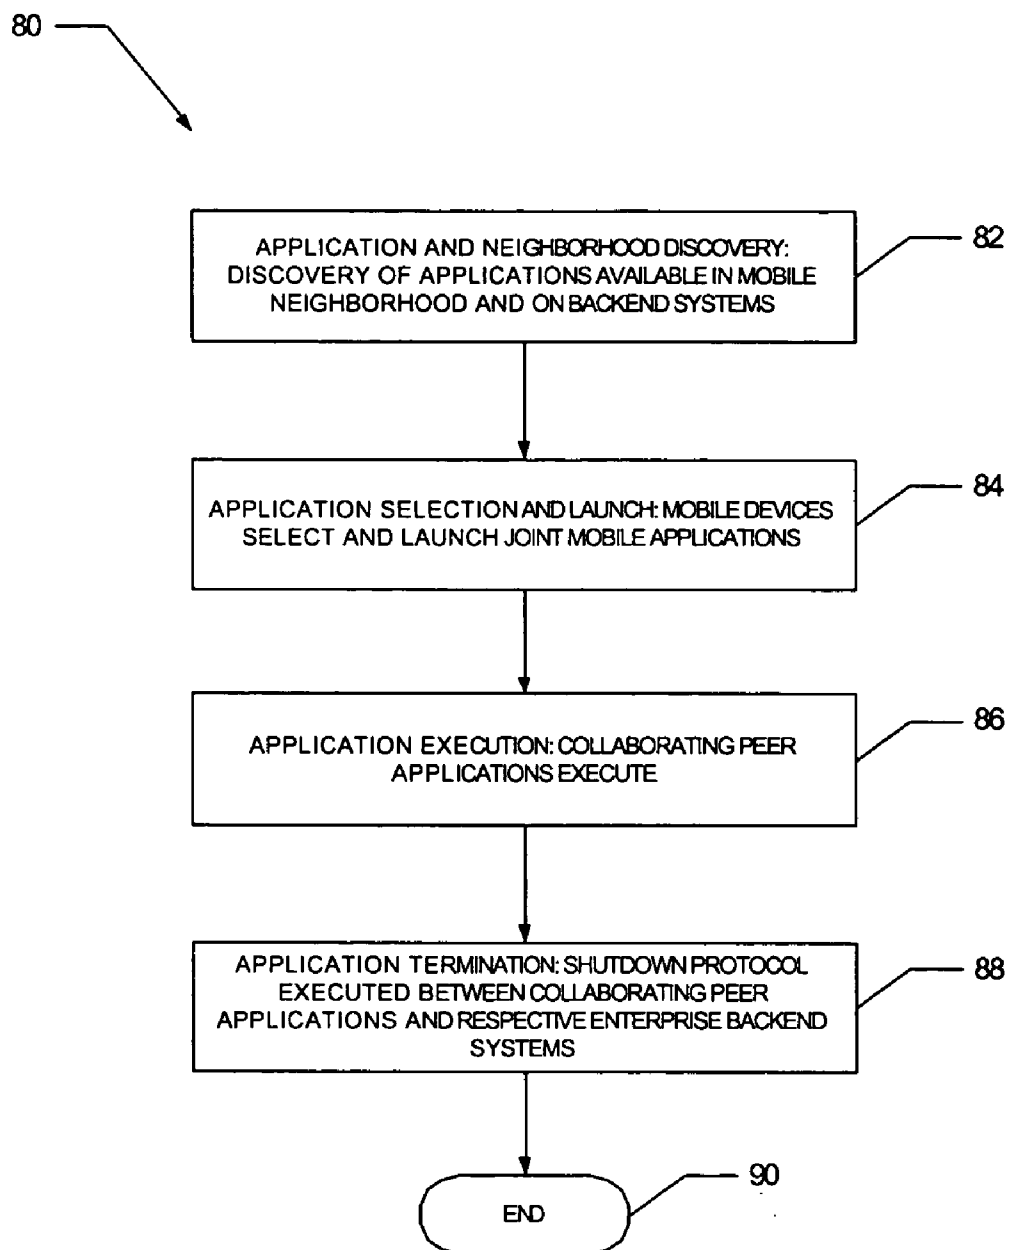 80
APPLICATION AND NEIGHBORHOOD DISCOVERY:
DISCOVERY OF APPLICATIONS AVAILABLE IN MOBILE
NEIGHBORHOOD AND ON BACKEND SYSTEMS
82
APPLICATION SELECTION AND LAUNCH: MOBILE DEVICES
SELECT AND LAUNCH JOINT MOBILE APPLICATIONS
84
APPLICATION EXECUTION: COLLABORATING PEER
APPLICATIONS EXECUTE
86
APPLICATION TERMINATION: SHUTDOWN PROTOCOL
EXECUTED BETWEEN COLLABORATING PEER
APPLICATIONS AND RESPECTIVE ENTERPRISE BACKEND
SYSTEMS
88
END
90